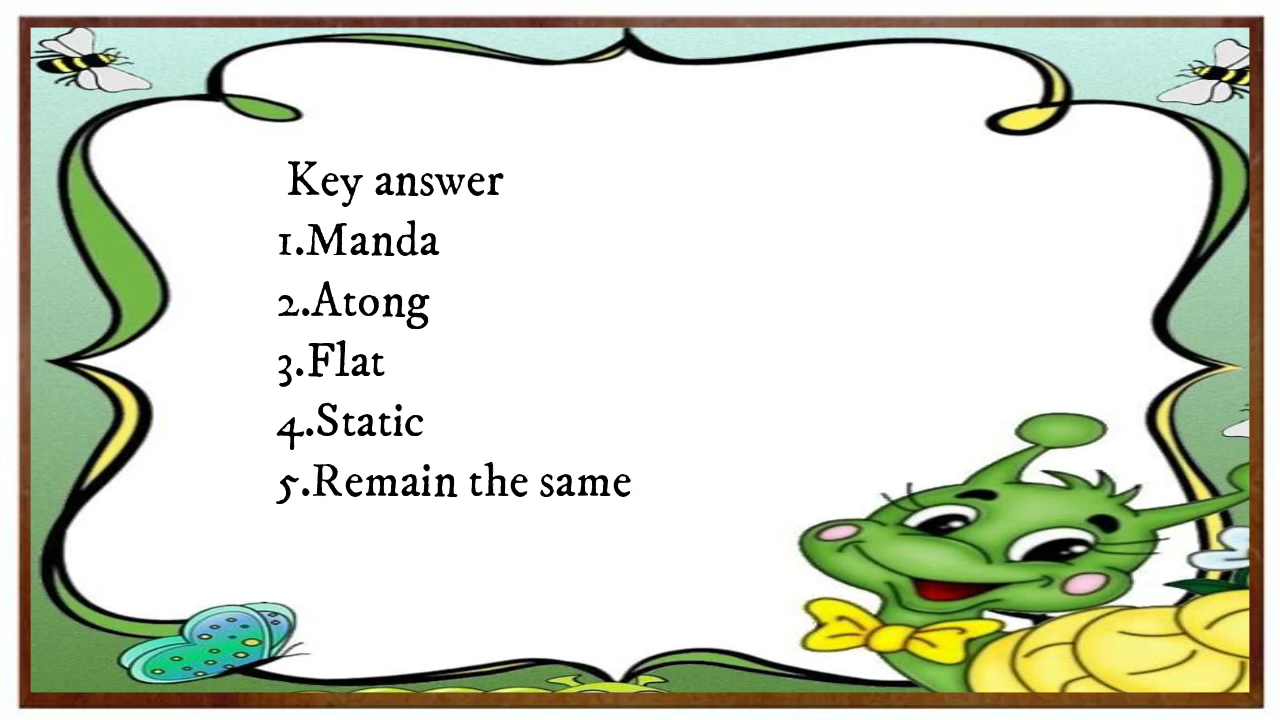 Key answer
1.Manda
2.Atong
3.Flat
4.Static
5.Remain the same